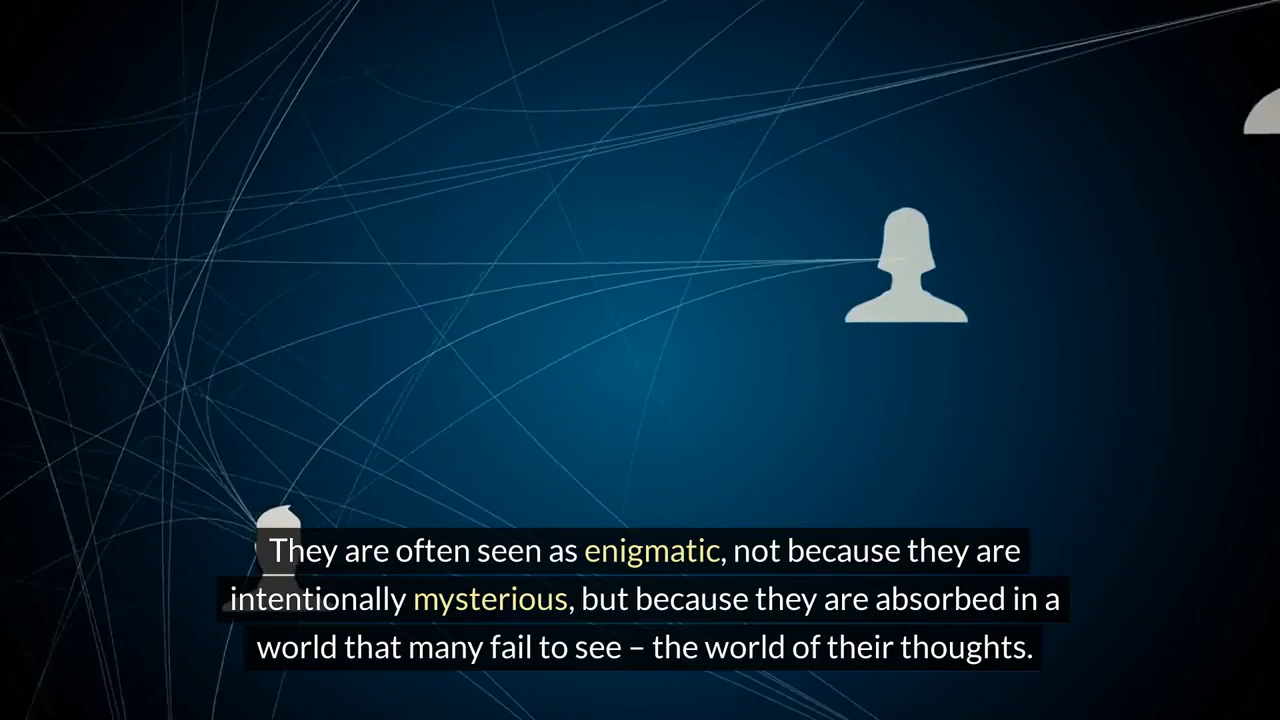 They are often seen as enigmatic, not because they are
intentionally mysterious, but because they are absorbed in a
world that many fail to see – the world of their thoughts.